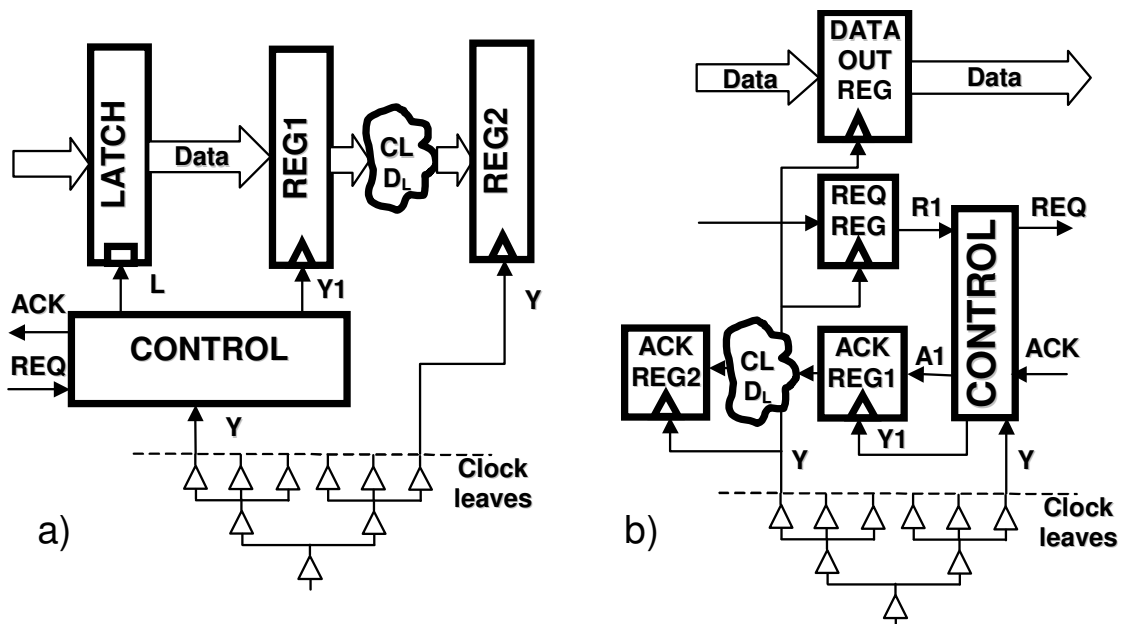 LATCH
Data
REG1
CL
DL
REG2
L
Y1
Y
ACK
REQ
CONTROL
Y
Clock
leaves
a)
DATA
OUT
REG
Data
Data
REQ
REG
R1
REQ
CONTROL
ACK
REG2
CL
DL
ACK
REG1
A1
ACK
Y1
Y
Y
Clock
leaves
b)